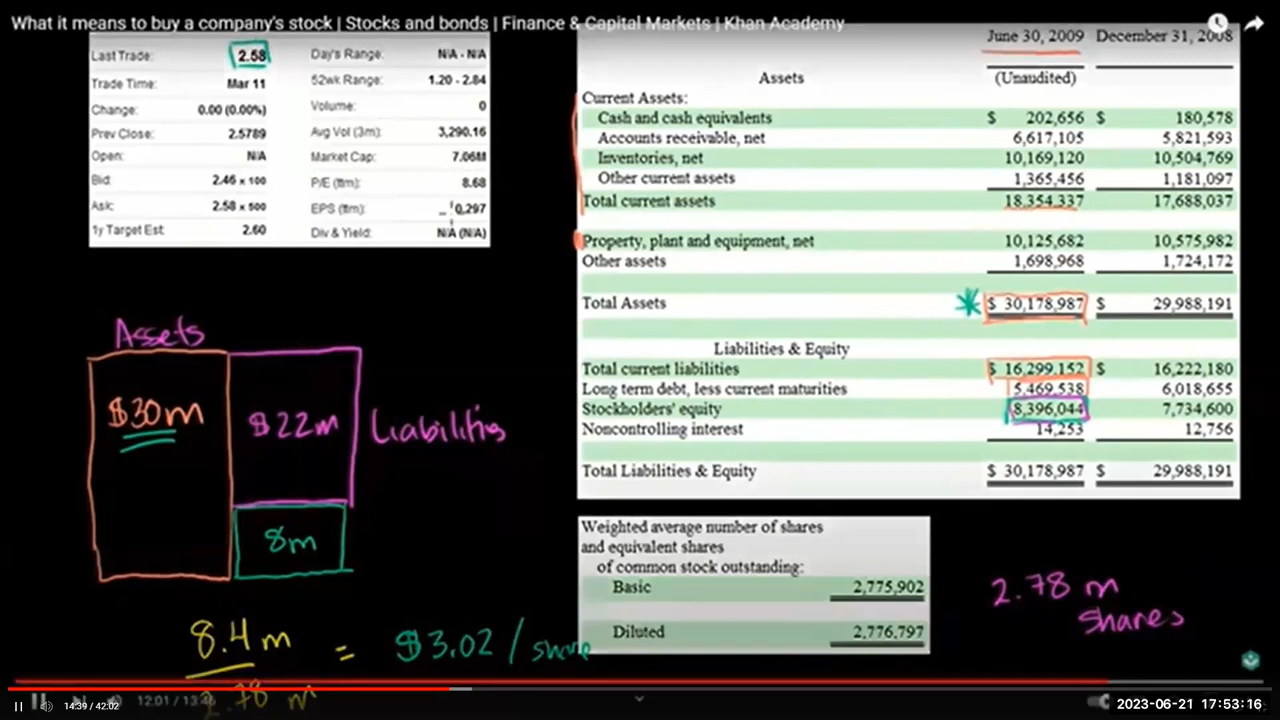 What it means to buy a company's stock | Stocks and bonds | Finance & Capital Markets | Khan Academy
Last Trade: 2.58 Day's Range: N/A - N/A
Trade Time: Mar 11 52wk Range: 1.20 - 2.84
Change: 0.00 (0.00%) Volume: 0
Prev Close: 2.5789 Avg Vol (3m): 3,290.16
Open: N/A Market Cap: 7.06M
Bid: 2.46 x 100 P/E (ttm): 8.68
Ask: 2.58 x 500 EPS (ttm): 0.297
1y Target Est: 2.60 Div & Yield: N/A (N/A)
June 30, 2009 December 31, 2008
Assets (Unaudited)
Current Assets:
Cash and cash equivalents $ 202,656 $ 180,578
Accounts receivable, net 6,617,105 5,821,593
Inventories, net 10,169,120 10,504,769
Other current assets 1,365,456 1,181,097
Total current assets 18,354,337 17,688,037
Property, plant and equipment, net 10,125,682 10,575,982
Other assets 1,698,968 1,724,172
Total Assets $ 30,178,987 $ 29,988,191
Liabilities & Equity
Total current liabilities $ 16,299,152 $ 16,222,180
Long term debt, less current maturities 5,469,538 6,018,655
Stockholders' equity 8,396,044 7,734,600
Noncontrolling interest 14,253 12,756
Total Liabilities & Equity $ 30,178,987 $ 29,988,191
Assets
$30m $22m Liabilities
8m
Weighted average number of shares
and equivalent shares
of common stock outstanding:
Basic 2,775,902
Diluted 2,776,797
2.78 m
shares
8.4 m = $3.02 / share
2.78 m
12:01 / 13:46
14:39 / 42:02
2023-06-21 17:53:16